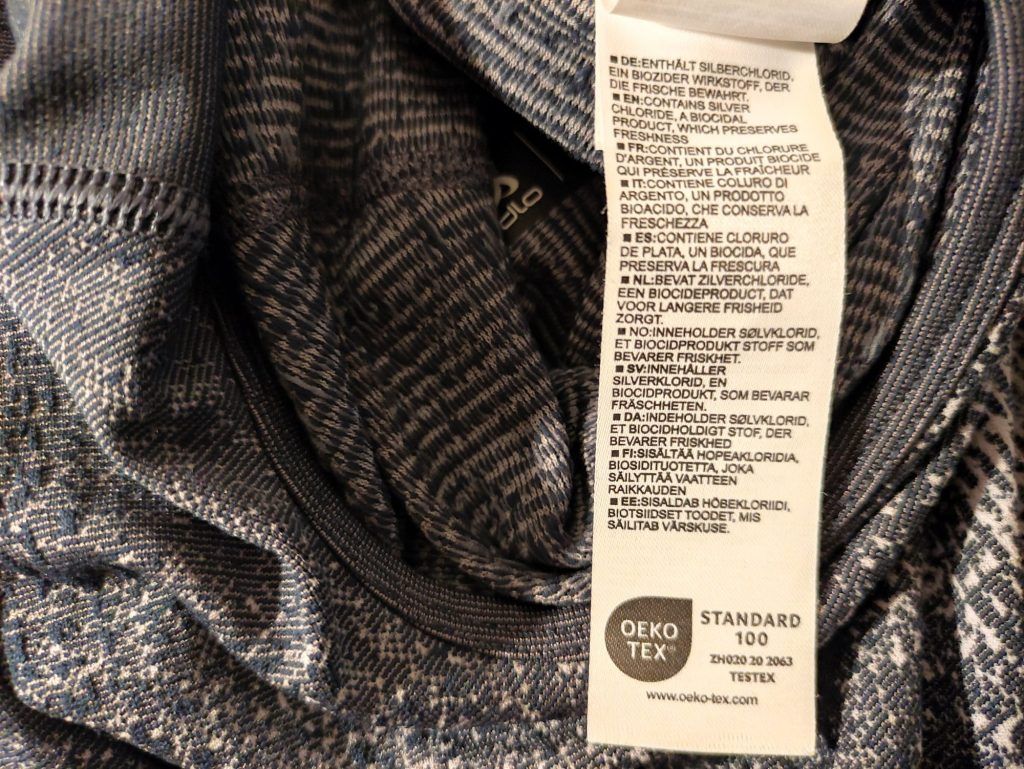 ■ DE:ENTHÄLT SILBERCHLORID,
EIN BIOZIDER WIRKSTOFF, DER
DIE FRISCHE BEWAHRT
■ EN:CONTAINS SILVER
CHLORIDE, A BIOCIDAL
PRODUCT, WHICH PRESERVES
FRESHNESS
■ FR:CONTIENT DU CHLORURE
D'ARGENT, UN PRODUIT BIOCIDE
QUI PRÉSERVE LA FRAÎCHEUR
■ IT:CONTIENE COLURO DI
ARGENTO, UN PRODOTTO
BIOACIDO, CHE CONSERVA LA
FRESCHEZZA
■ ES:CONTIENE CLORURO
DE PLATA, UN BIOCIDA, QUE
PRESERVA LA FRESCURA
■ NL:BEVAT ZILVERCHLORIDE,
EEN BIOCIDEPRODUCT, DAT
VOOR LANGERE FRISHEID
ZORGT.
■ NO:INNEHOLDER SØLVKLORID,
ET BIOCIDPRODUKT STOFF SOM
BEVARER FRISKHET.
■ SV:INNEHÅLLER
SILVERKLORID, EN
BIOCIDPRODUKT, SOM BEVARAR
FRÄSCHHETEN.
■ DA:INDEHOLDER SØLVKLORID,
ET BIOCIDHOLDIGT STOF, DER
BEVARER FRISKHED
■ FI:SISÄLTÄÄ HOPEAKLORIDIA,
BIOSIDITUOTETTA, JOKA
SÄILYTTÄÄ VAATTEEN
RAIKKAUDEN
■ EE:SISALDAB HÕBEKLORIIDI,
BIOTSIIDSET TOODET, MIS
SÄILITAB VÄRSKUSE.
OEKO
TEX
STANDARD
100
ZH020 20 2063
TESTEX
www.oeko-tex.com